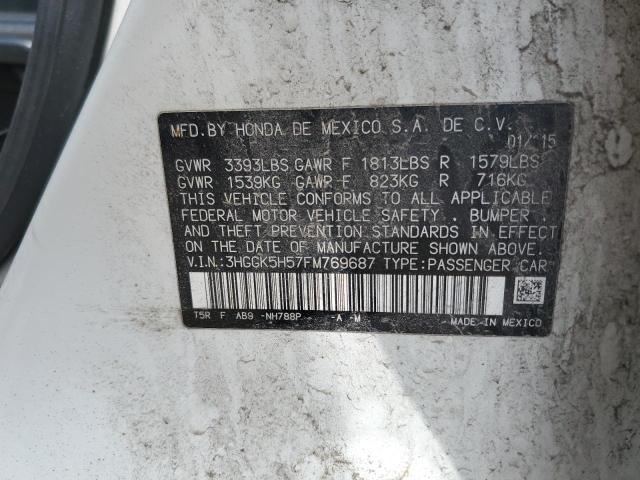 MFD.BY HONDA DE MEXICO S.A. DE C.V.
01/15
GVWR 3393LBS GAWR F 1813LBS R 1579LBS
GVWR 1539KG GAWR F 823KG R 716KG
THIS VEHICLE CONFORMS TO ALL APPLICABLE
FEDERAL MOTOR VEHICLE SAFETY . BUMPER .
AND THEFT PREVENTION STANDARDS IN EFFECT
ON THE DATE OF MANUFACTURE SHOWN ABOVE.
V.I.N:3HGGK5H57FM769687 TYPE:PASSENGER CAR
T5R F AB9 -NH788P -A -M
MADE IN MEXICO